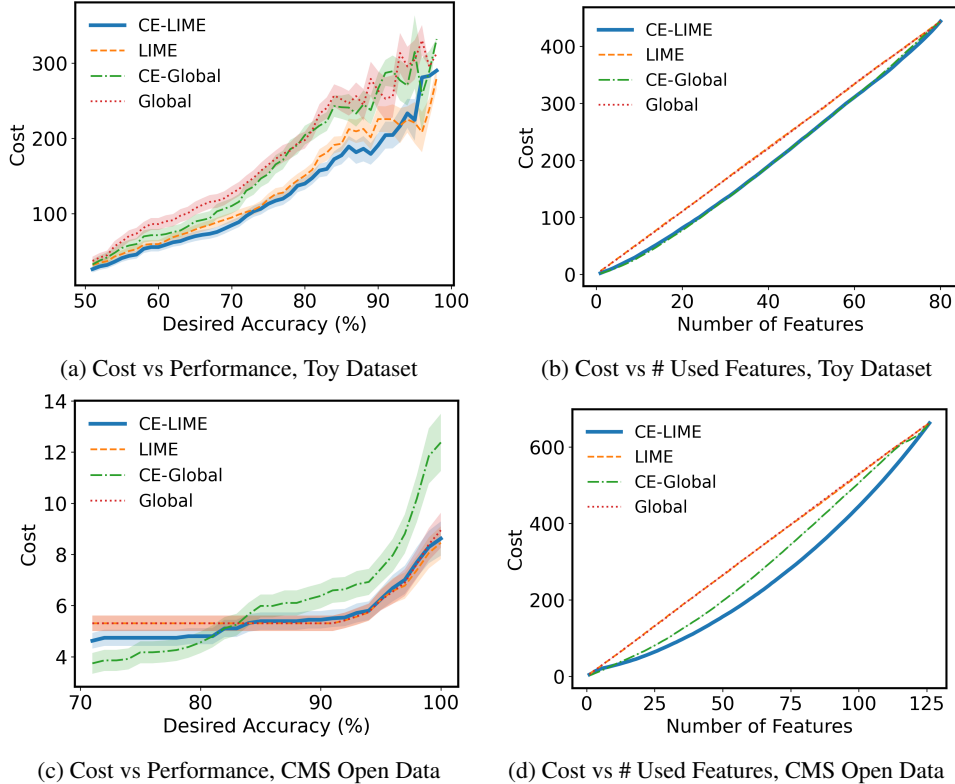 CE-LIME
LIME
CE-Global
Global
300
200
100
Cost
50 60 70 80 90 100
Desired Accuracy (%)
(a) Cost vs Performance, Toy Dataset
CE-LIME
LIME
CE-Global
Global
400
300
200
100
0
Cost
0 20 40 60 80
Number of Features
(b) Cost vs # Used Features, Toy Dataset
CE-LIME
LIME
CE-Global
Global
14
12
10
8
6
4
Cost
70 80 90 100
Desired Accuracy (%)
(c) Cost vs Performance, CMS Open Data
CE-LIME
LIME
CE-Global
Global
600
400
200
0
Cost
0 25 50 75 100 125
Number of Features
(d) Cost vs # Used Features, CMS Open Data